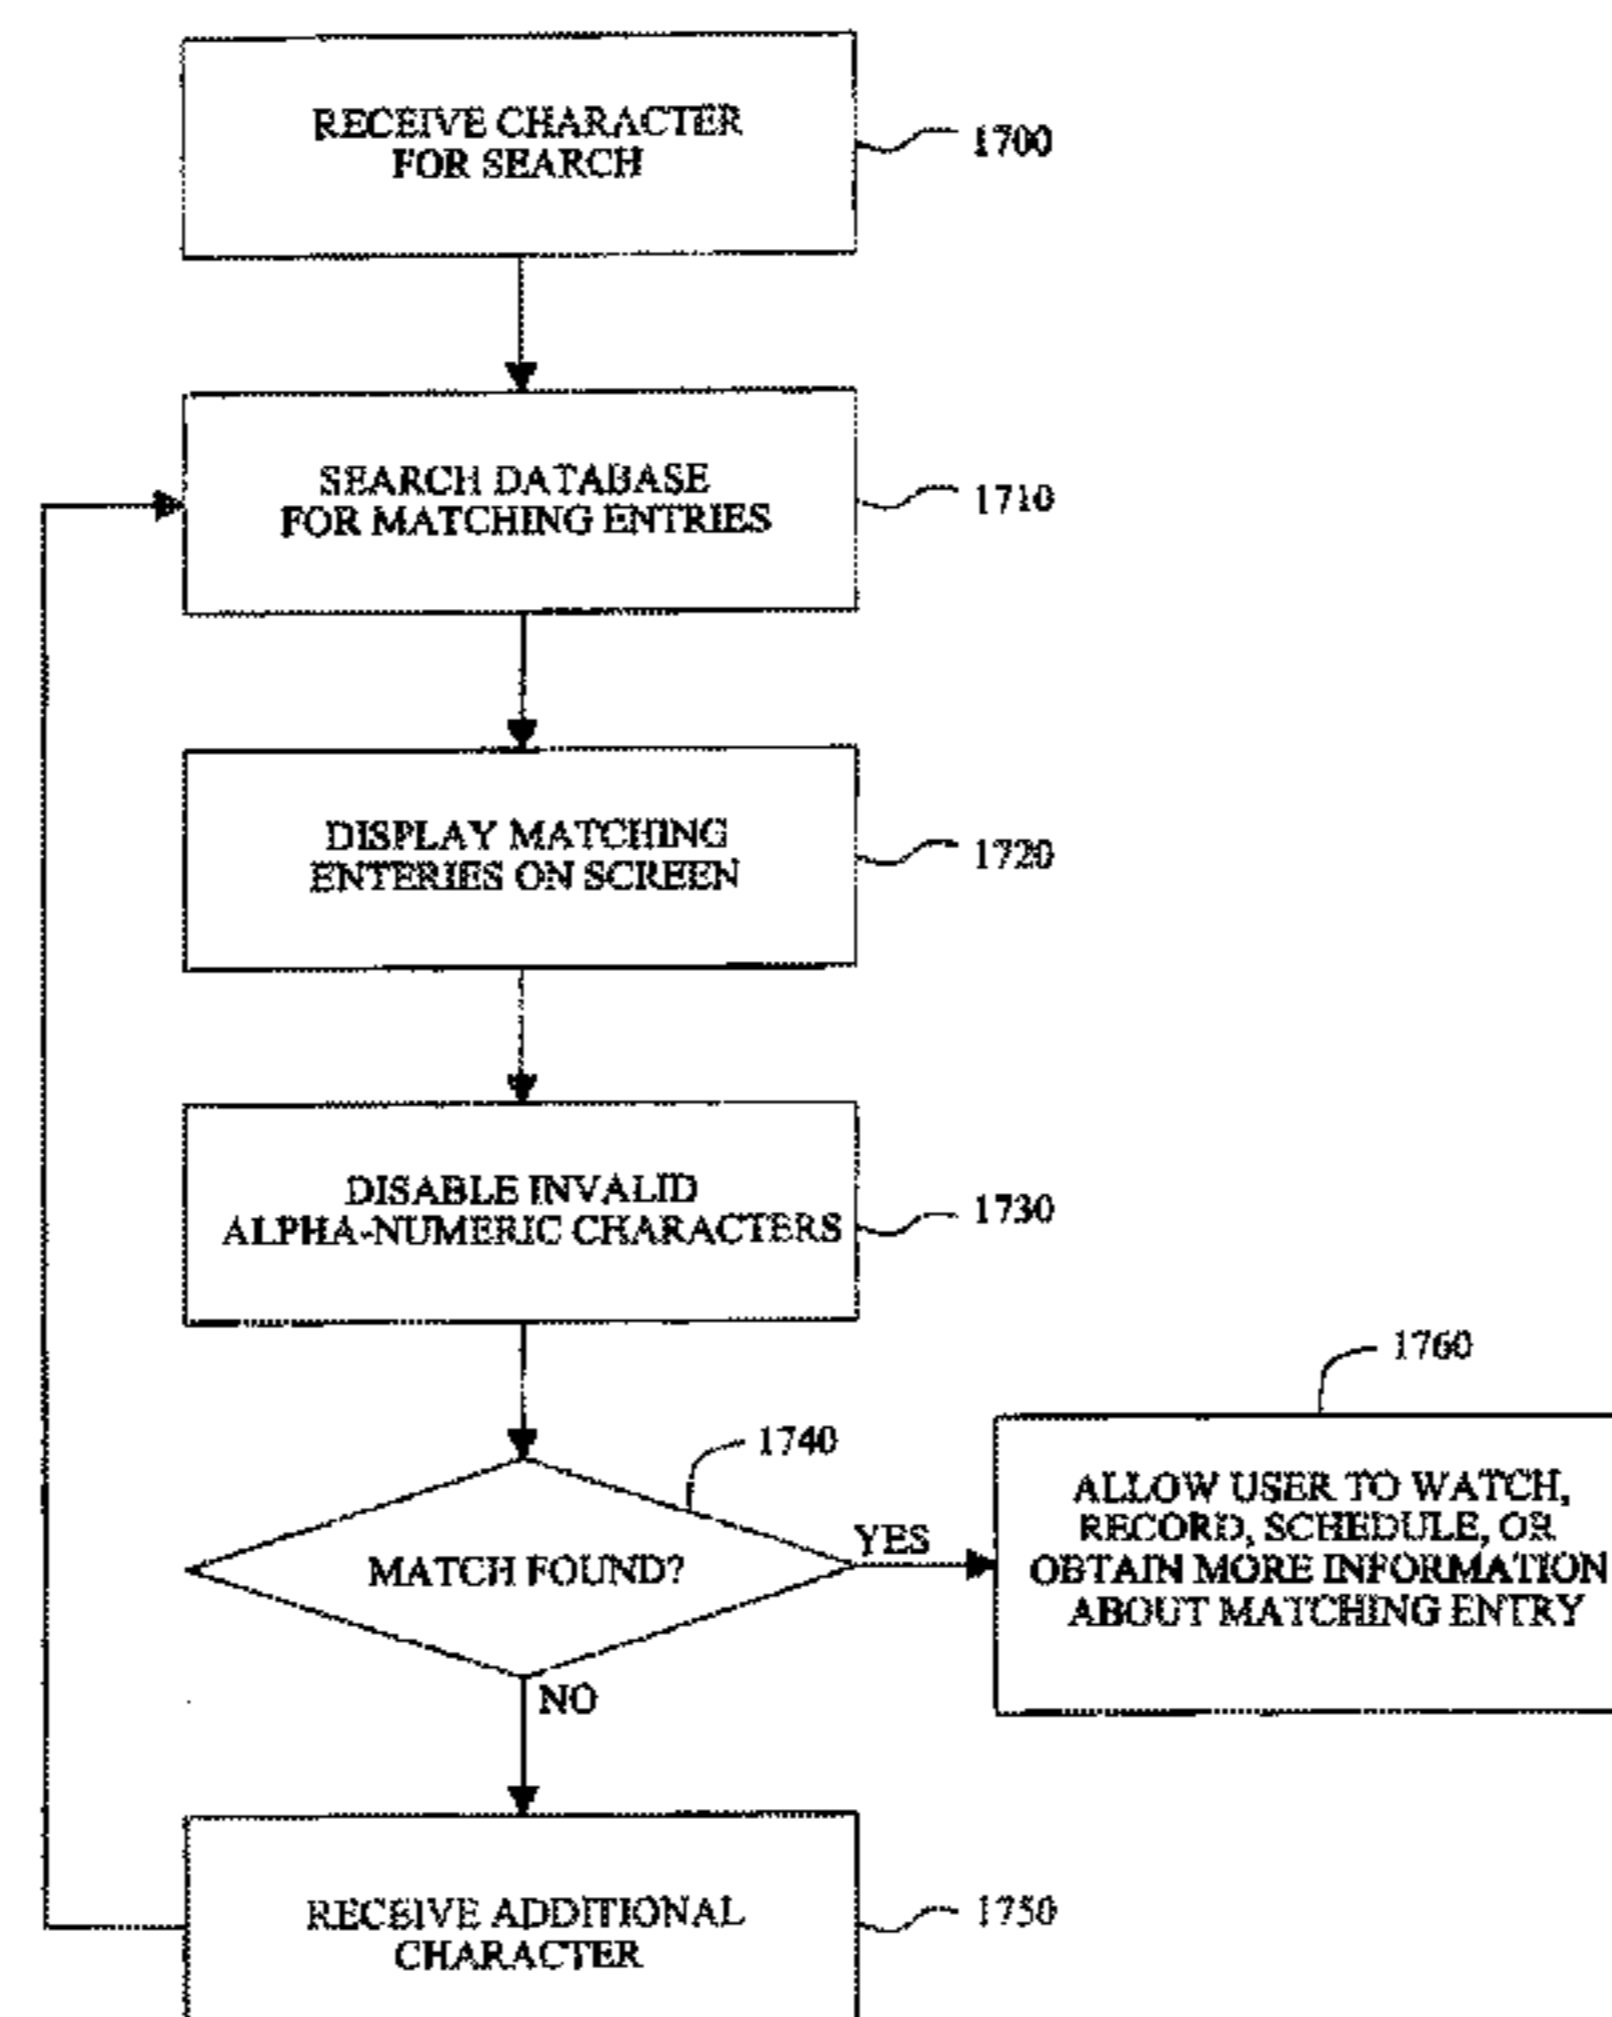 RECEIVE CHARACTER
FOR SEARCH
1700
SEARCH DATABASE
FOR MATCHING ENTRIES
1710
DISPLAY MATCHING
ENTERIES ON SCREEN
1720
DISABLE INVALID
ALPHA-NUMERIC CHARACTERS
1730
1740
MATCH FOUND?
YES
NO
1760
ALLOW USER TO WATCH,
RECORD, SCHEDULE, OR
OBTAIN MORE INFORMATION
ABOUT MATCHING ENTRY
RECEIVE ADDITIONAL
CHARACTER
1750